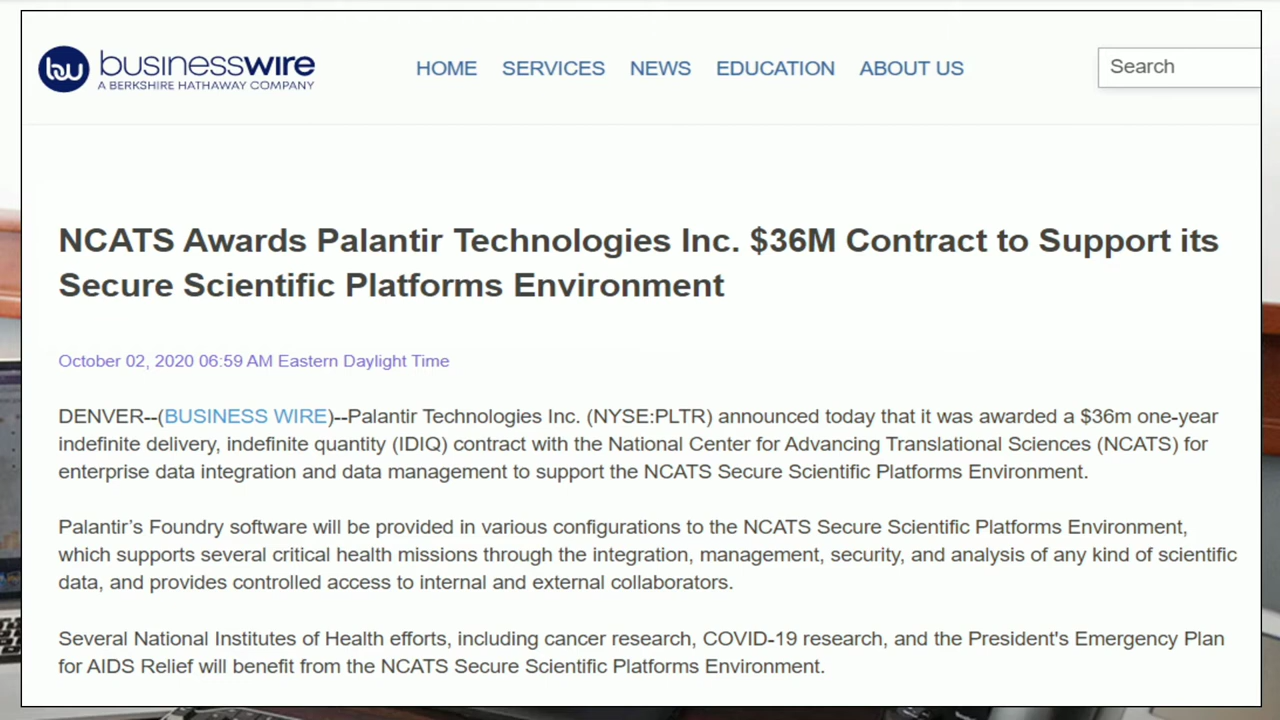 bw businesswire
A BERKSHIRE HATHAWAY COMPANY
HOME SERVICES NEWS EDUCATION ABOUT US
Search
NCATS Awards Palantir Technologies Inc. $36M Contract to Support its
Secure Scientific Platforms Environment
October 02, 2020 06:59 AM Eastern Daylight Time
DENVER--(BUSINESS WIRE)--Palantir Technologies Inc. (NYSE:PLTR) announced today that it was awarded a $36m one-year
indefinite delivery, indefinite quantity (IDIQ) contract with the National Center for Advancing Translational Sciences (NCATS) for
enterprise data integration and data management to support the NCATS Secure Scientific Platforms Environment.
Palantir’s Foundry software will be provided in various configurations to the NCATS Secure Scientific Platforms Environment,
which supports several critical health missions through the integration, management, security, and analysis of any kind of scientific
data, and provides controlled access to internal and external collaborators.
Several National Institutes of Health efforts, including cancer research, COVID-19 research, and the President's Emergency Plan
for AIDS Relief will benefit from the NCATS Secure Scientific Platforms Environment.